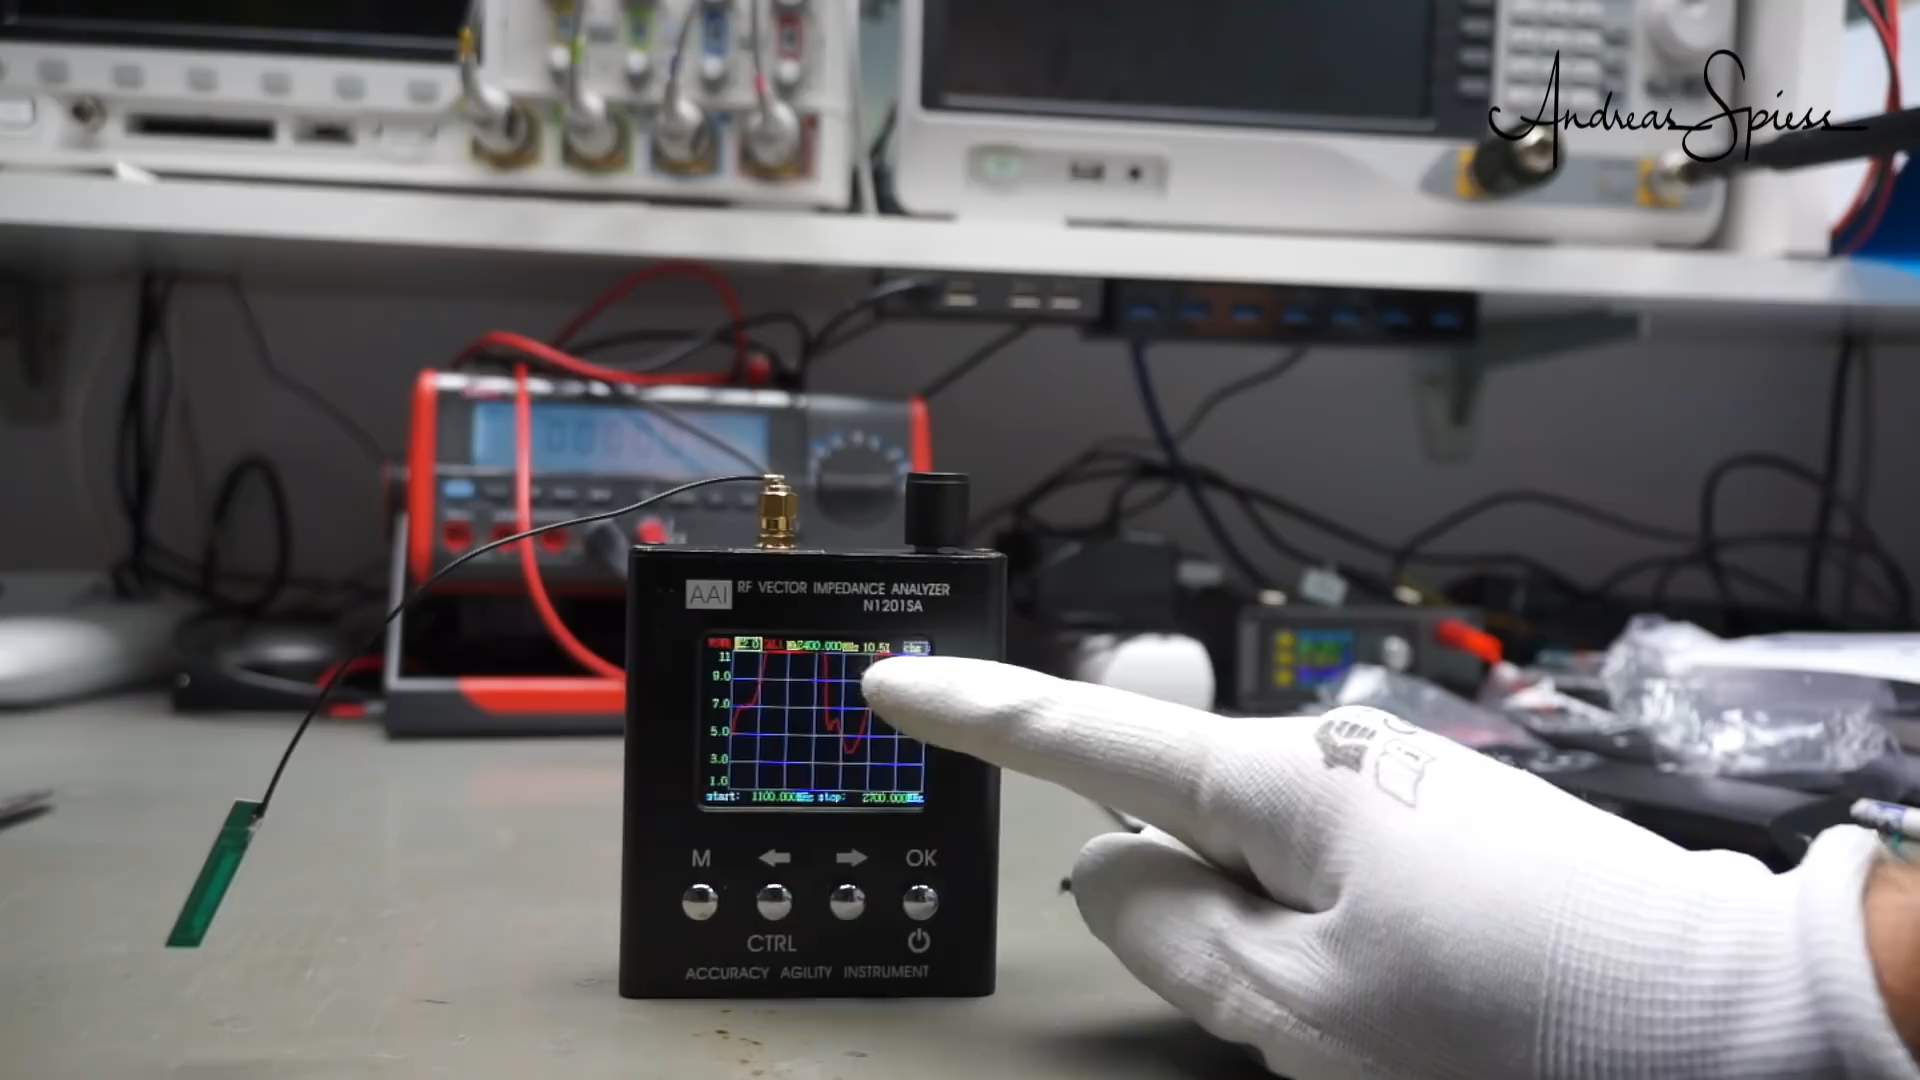 Andreas Spiess
AAI RF VECTOR IMPEDANCE ANALYZER
N1201SA
2400.000 10.51
11
9.0
7.0
5.0
3.0
1.0
start: 1100.000 stop: 2700.000
M OK
CTRL
ACCURACY AGILITY INSTRUMENT